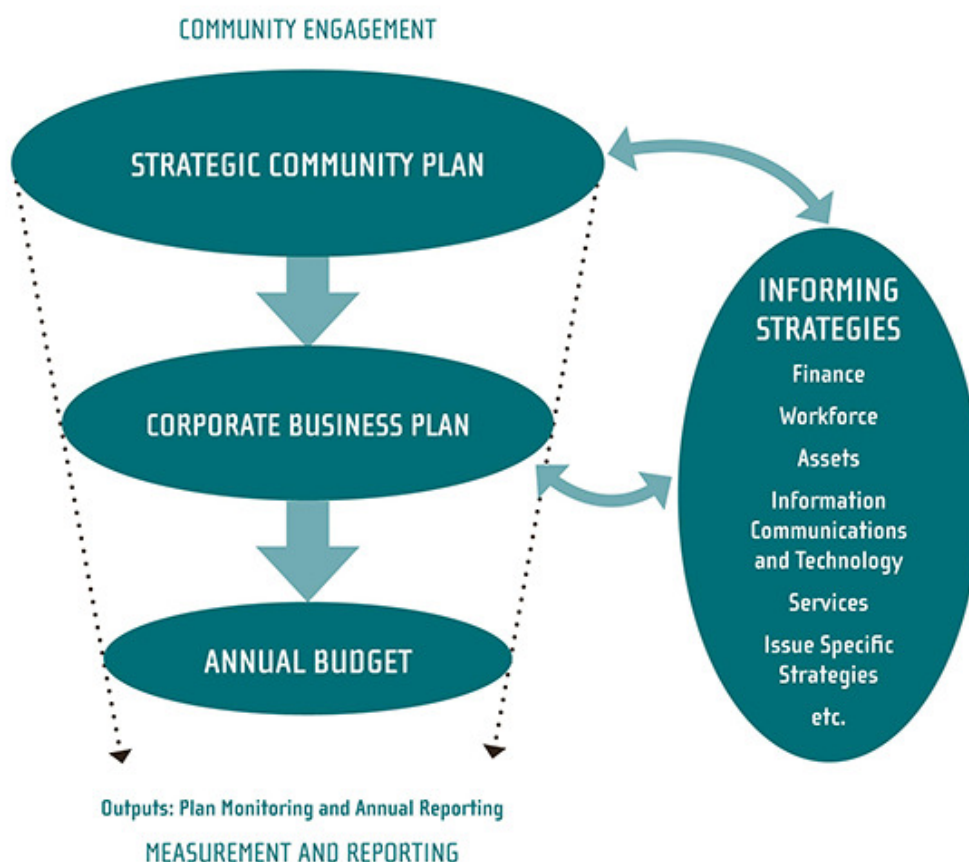 COMMUNITY ENGAGEMENT
STRATEGIC COMMUNITY PLAN
CORPORATE BUSINESS PLAN
ANNUAL BUDGET
INFORMING
STRATEGIES
Finance
Workforce
Assets
Information
Communications
and Technology
Services
Issue Specific
Strategies
etc.
Outputs: Plan Monitoring and Annual Reporting
MEASUREMENT AND REPORTING